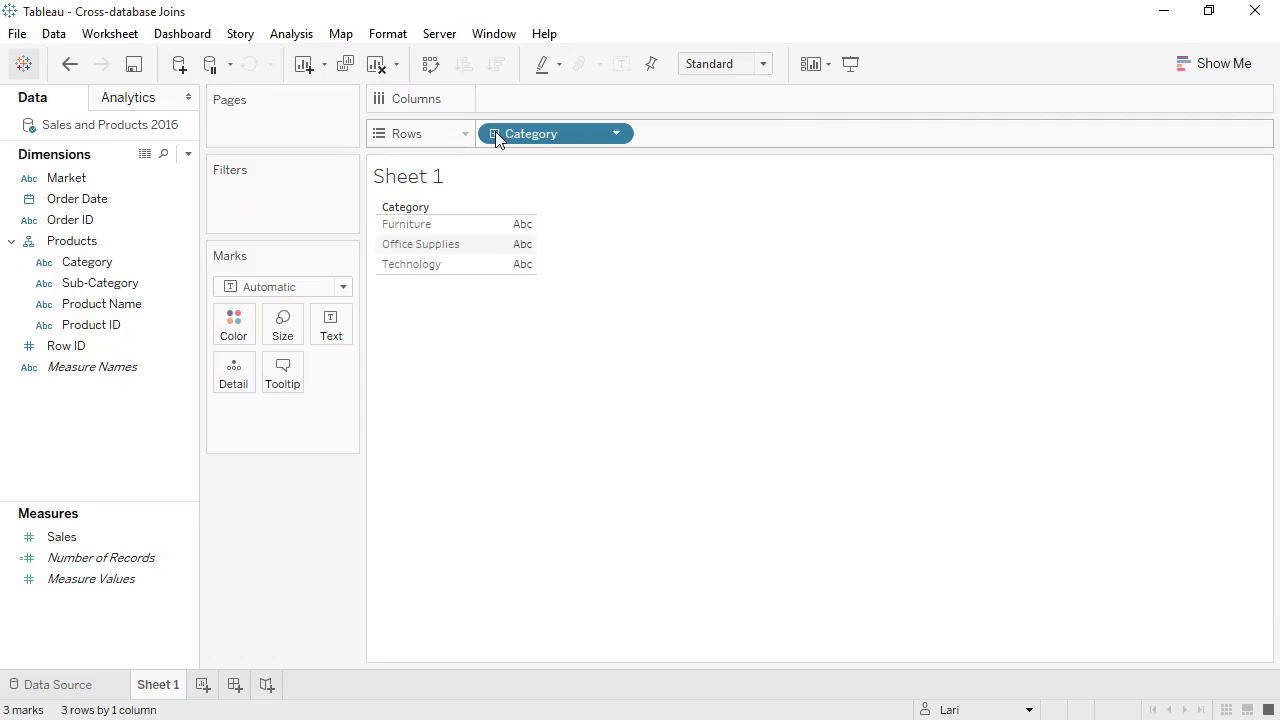 Tableau - Cross-database Joins
File Data Worksheet Dashboard Story Analysis Map Format Server Window Help
Standard
Show Me
Data Analytics
Sales and Products 2016
Dimensions
Abc Market
Order Date
Abc Order ID
Products
Abc Category
Abc Sub-Category
Abc Product Name
Abc Product ID
# Row ID
Abc Measure Names
Measures
# Sales
=# Number of Records
# Measure Values
Pages
Filters
Marks
T Automatic
Color Size Text
Detail Tooltip
Columns
Rows Category
Sheet 1
Category
Furniture Abc
Office Supplies Abc
Technology Abc
Data Source Sheet 1
3 marks 3 rows by 1 column Lari